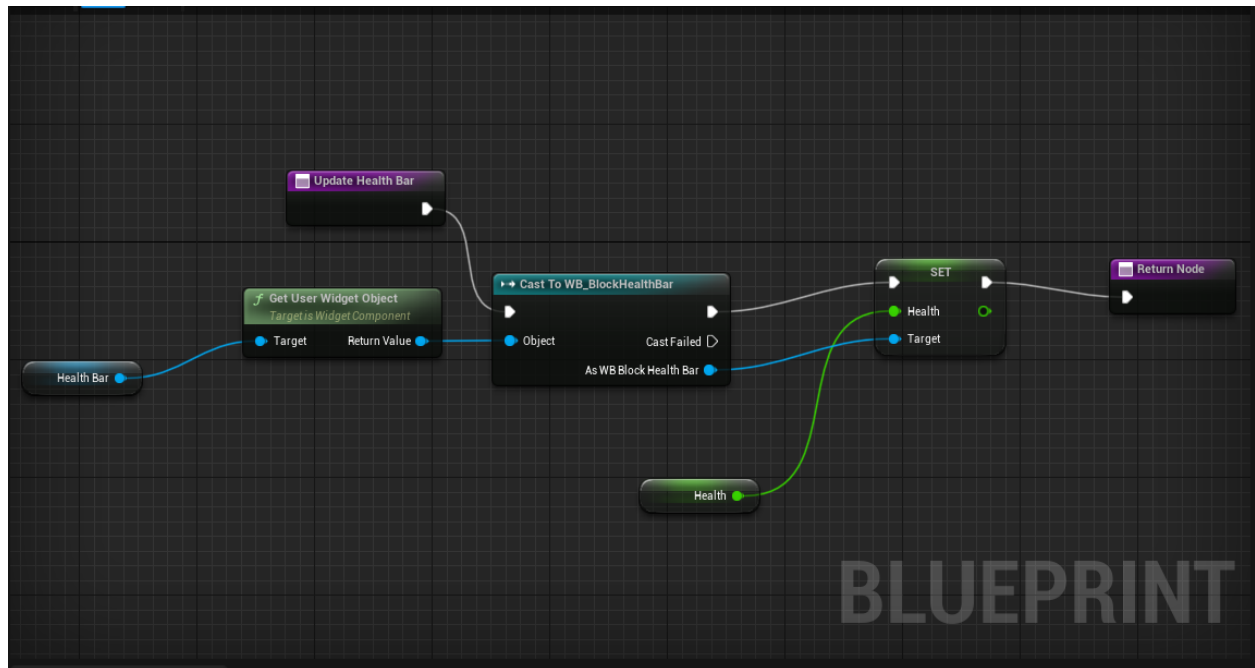 Update Health Bar
Cast To WB_BlockHealthBar
SET
Return Node
f Get User Widget Object
Target is Widget Component
Target
Return Value
Object
Cast Failed
Health
Target
Health Bar
As WB Block Health Bar
Health
BLUEPRINT